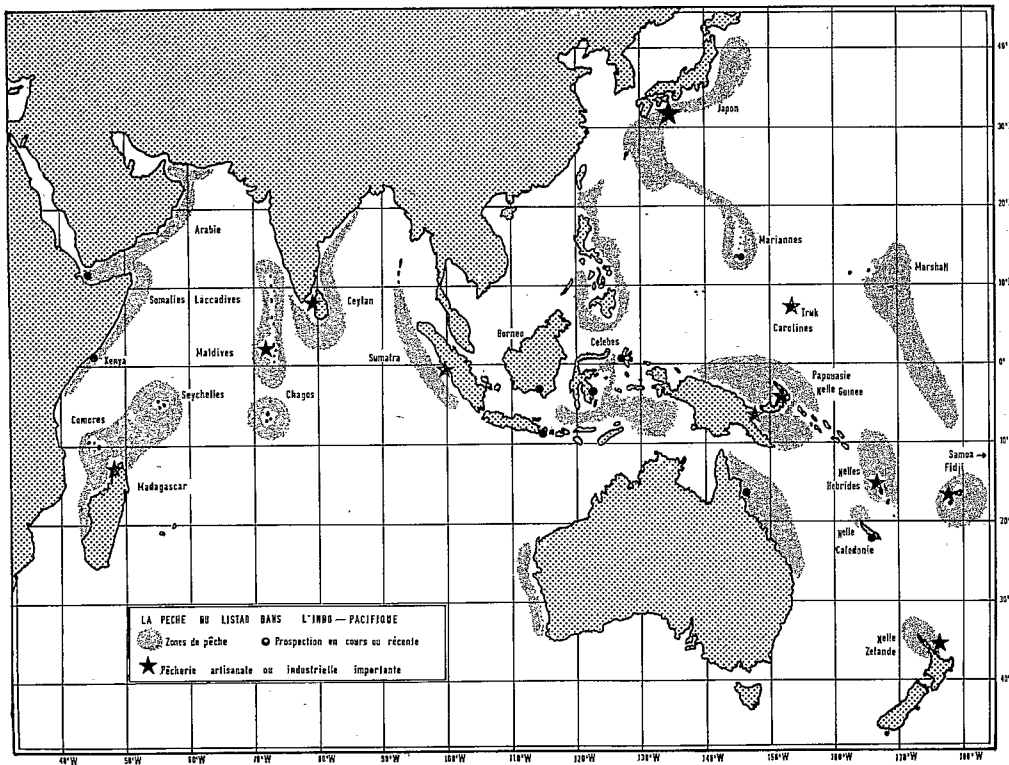 40°
Japon
30°N
20°N
Arabie
Mariannes
Marshall
10°N
Somalies
Laccadives
Ceylan
Truk
Carolines
Borneo
Celebes
Kenya
Maldives
Sumatra
0°
Papouasie
Nelle Guinee
Seychelles
Chagos
Comores
10°S
Samoa →
Fidji
Nelles
Hebrides
Madagascar
20°S
Nelle
Caledonie
30°S
LA PECHE DU LISTAO DANS L'INDO — PACIFIQUE
Zones de pêche
Prospection en cours ou récente
Pêcherie artisanale ou industrielle importante
Nelle
Zelande
40°S
40°W 50°W 60°W 70°W 80°W 90°W 100°W 110°W 120°W 130°W 140°W 150°W 160°W 170°W 180°W